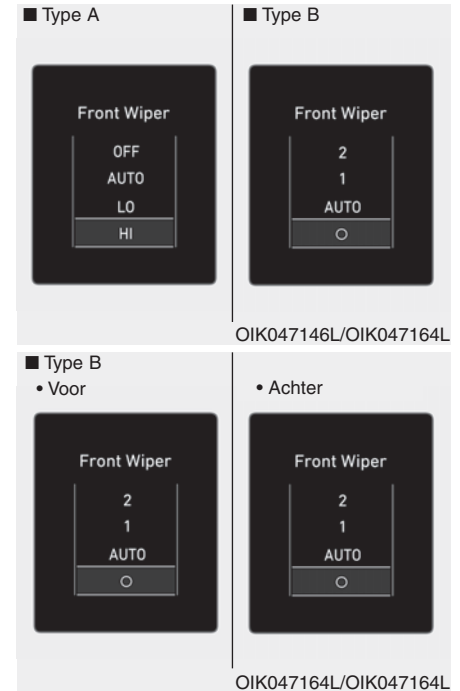 ■ Type A
Front Wiper
OFF
AUTO
LO
HI
■ Type B
Front Wiper
2
1
AUTO
O
OIK047146L/OIK047164L
■ Type B
• Voor
Front Wiper
2
1
AUTO
O
• Achter
Front Wiper
2
1
AUTO
O
OIK047164L/OIK047164L